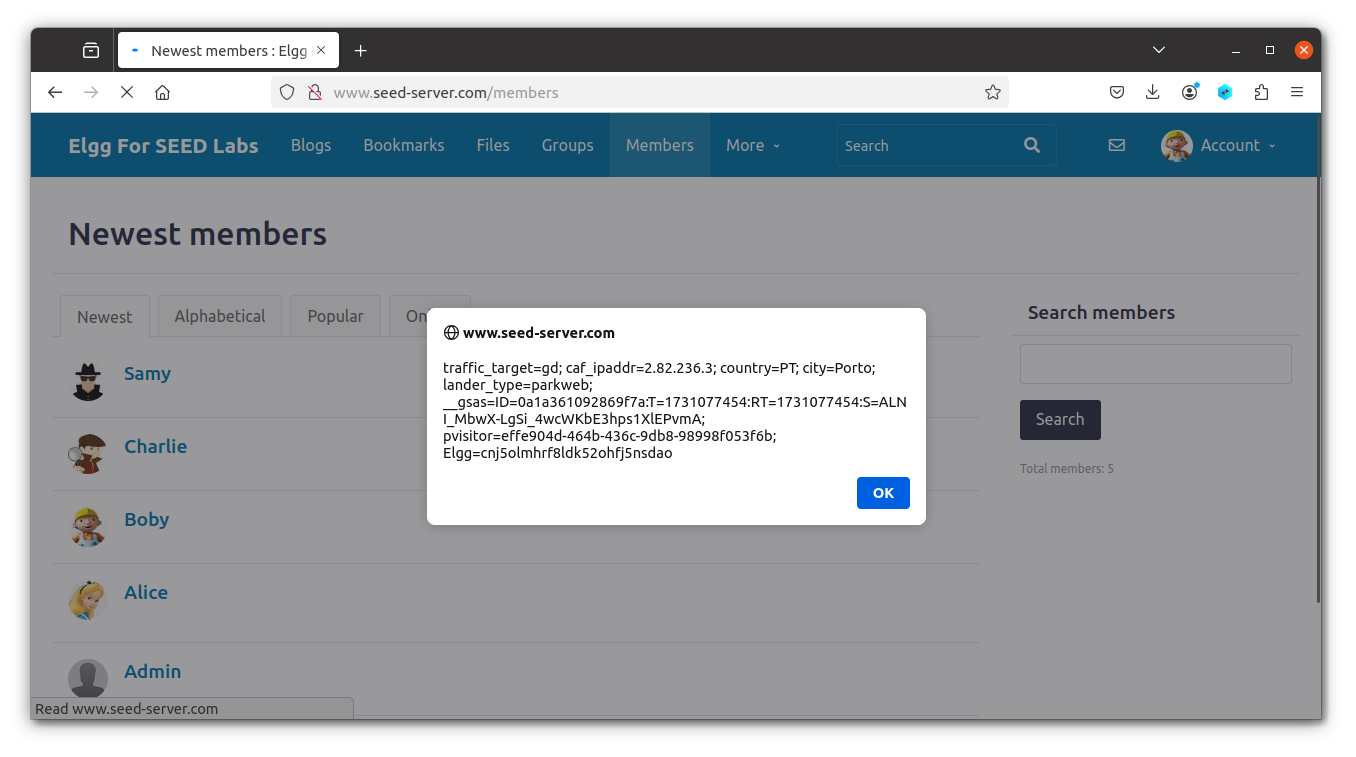 Newest members : Elgg
www.seed-server.com/members
Elgg For SEED Labs
Blogs
Bookmarks
Files
Groups
Members
More
Search
Account
Newest members
Newest
Alphabetical
Popular
On
Search members
www.seed-server.com
traffic_target=gd; caf_ipaddr=2.82.236.3; country=PT; city=Porto;
lander_type=parkweb;
__gsas=ID=0a1a361092869f7a:T=1731077454:RT=1731077454:S=ALN
I_MbwX-LgSi_4wcWKbE3hps1XlEPvmA;
pvisitor=effe904d-464b-436c-9db8-98998f053f6b;
Elgg=cnj5olmhrf8ldk52ohfj5nsdao
OK
Samy
Charlie
Boby
Alice
Admin
Search
Total members: 5
Read www.seed-server.com